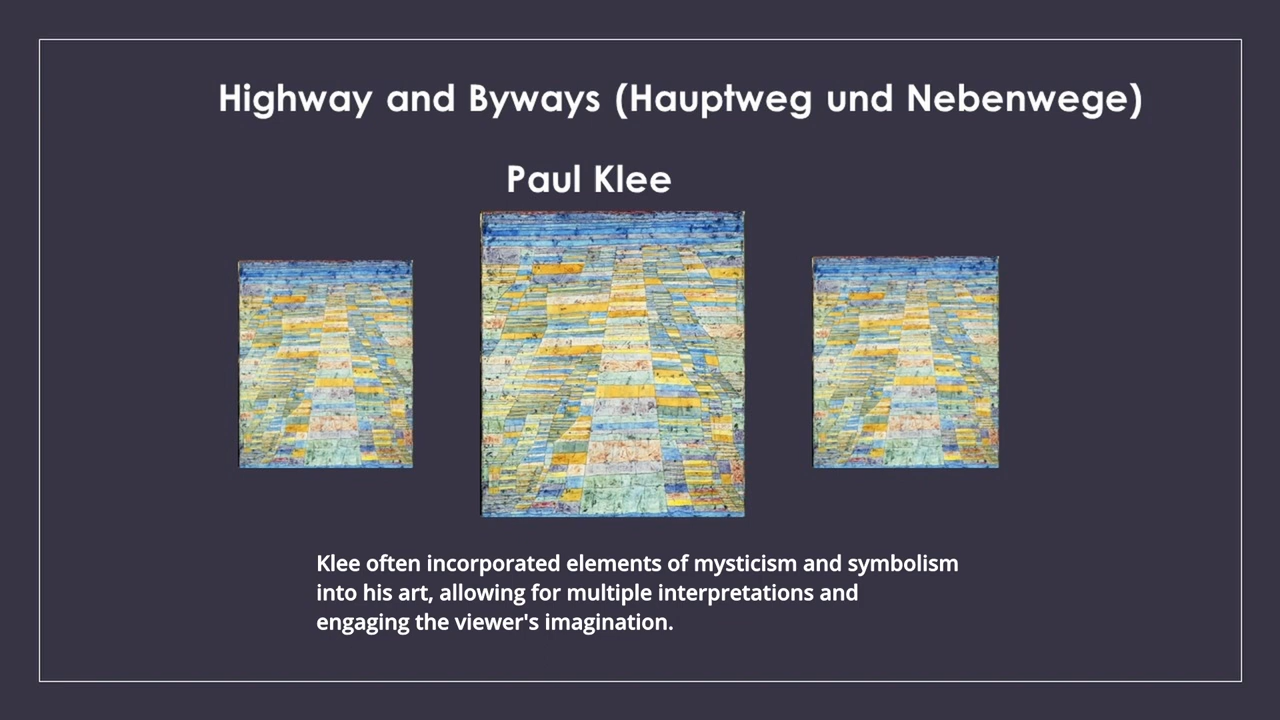 Highway and Byways (Hauptweg und Nebenwege)
Paul Klee
Klee often incorporated elements of mysticism and symbolism
into his art, allowing for multiple interpretations and
engaging the viewer's imagination.